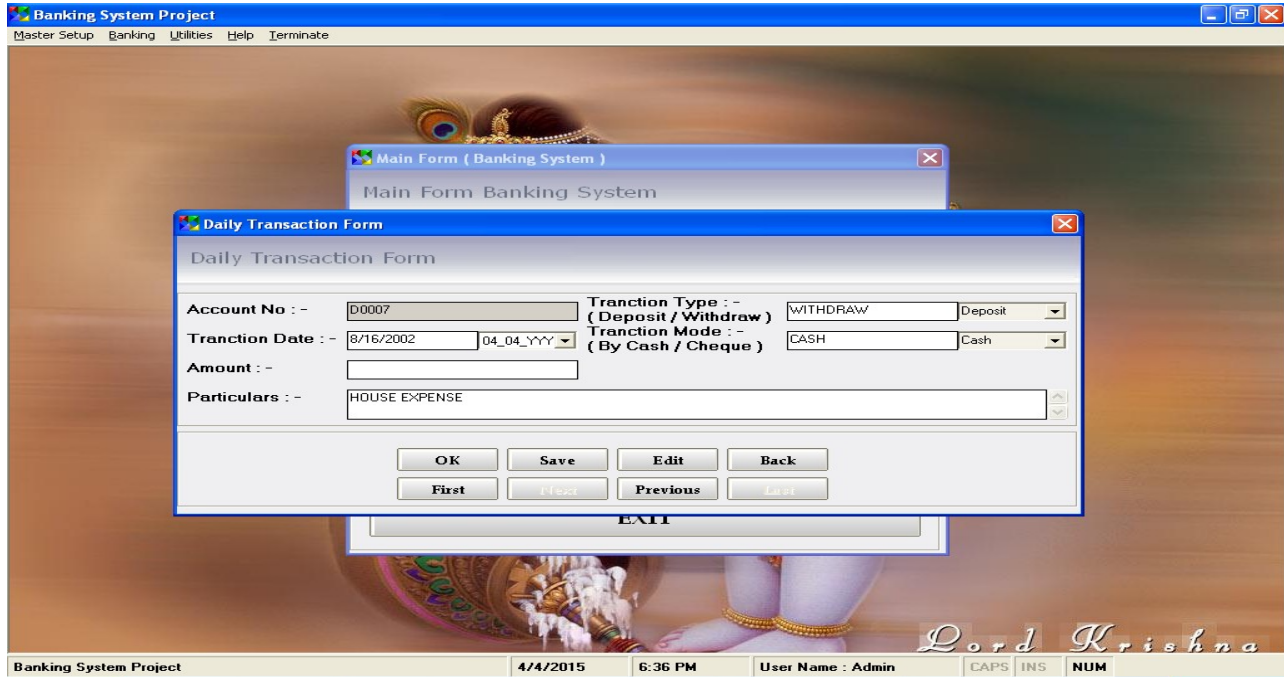 Banking System Project
Master Setup Banking Utilities Help Terminate
Main Form ( Banking System )
Main Form Banking System
Daily Transaction Form
Daily Transaction Form
Account No : - D0007 Tranction Type : - WITHDRAW Deposit
( Deposit / Withdraw )
Tranction Date : - 8/16/2002 04_04_YYY Tranction Mode : - CASH Cash
( By Cash / Cheque )
Amount : -
Particulars : - HOUSE EXPENSE
OK Save Edit Back
First Next Previous Last
EXIT
Lord Krishna
Banking System Project 4/4/2015 6:36 PM User Name : Admin CAPS INS NUM